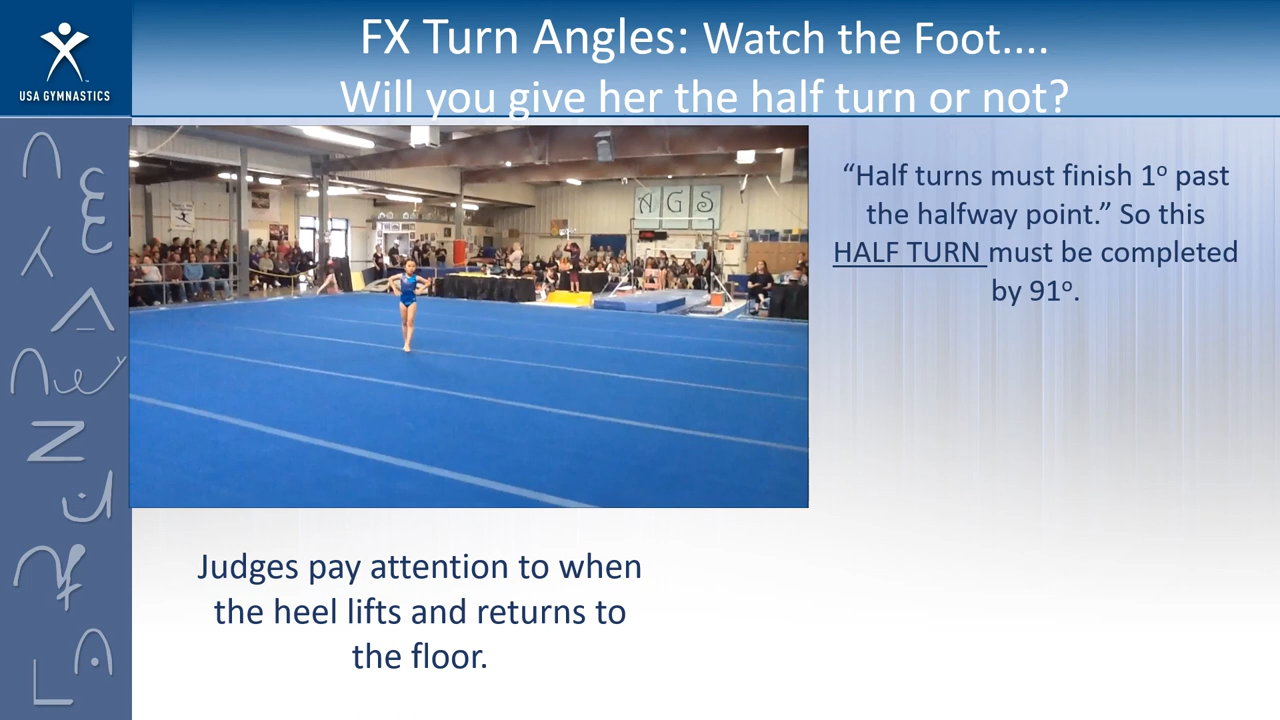 FX Turn Angles: Watch the Foot....
Will you give her the half turn or not?
USA GYMNASTICS
AGS
“Half turns must finish 1º past
the halfway point.” So this
HALF TURN must be completed
by 91º.
Judges pay attention to when
the heel lifts and returns to
the floor.